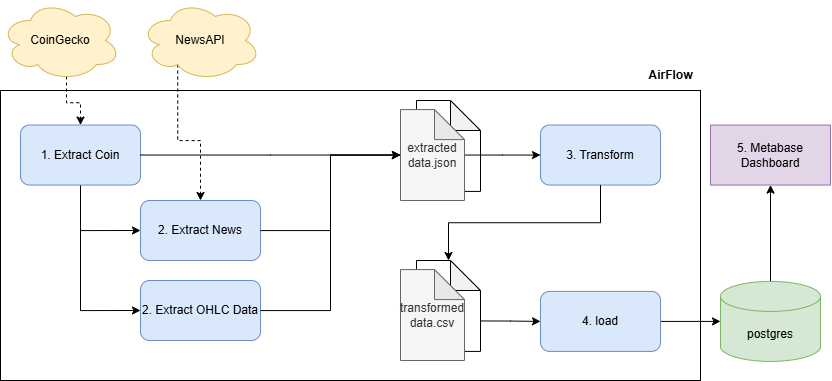 CoinGecko
NewsAPI
AirFlow
1. Extract Coin
extracted
data.json
3. Transform
5. Metabase
Dashboard
2. Extract News
2. Extract OHLC Data
transformed
data.csv
4. load
postgres